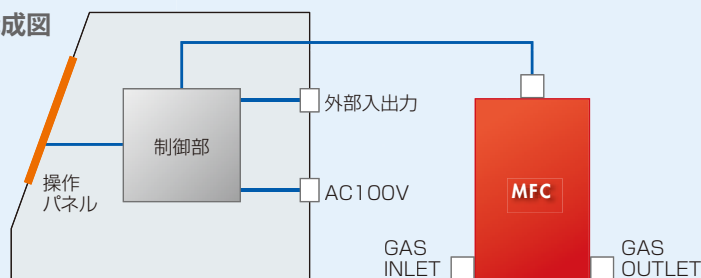 成図
外部入出力
制御部
操作
パネル
AC100V
MFC
GAS
INLET
GAS
OUTLET